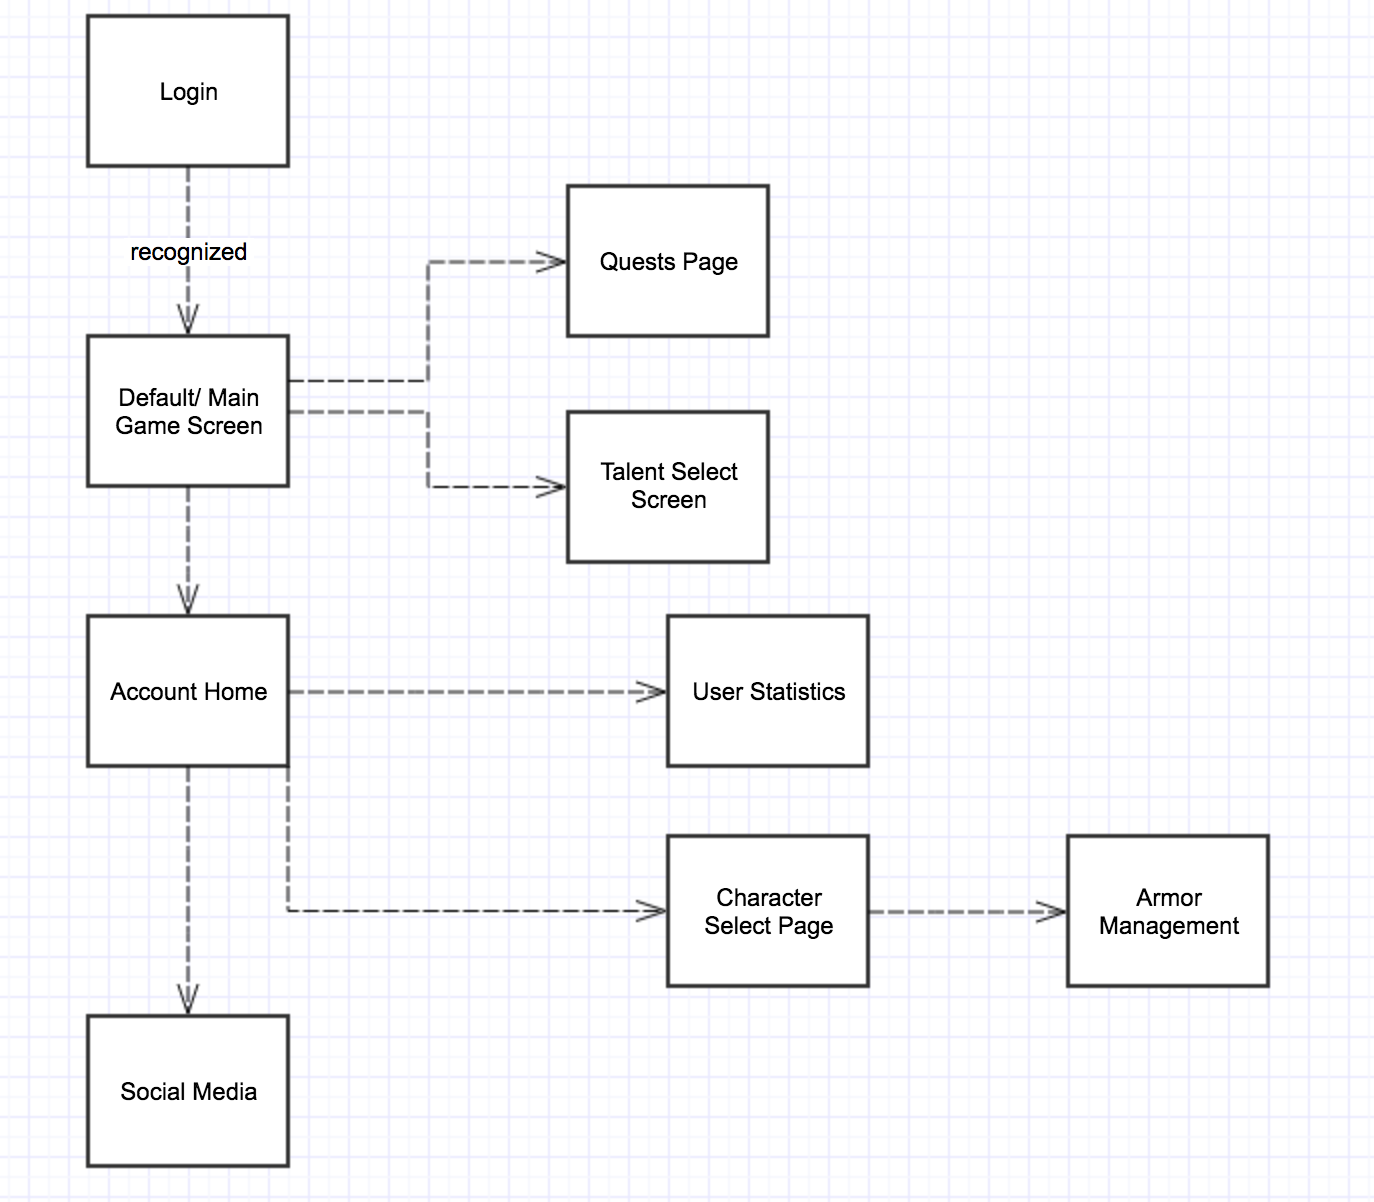 Login
recognized
Quests Page
Default/ Main
Game Screen
Talent Select
Screen
Account Home
User Statistics
Character
Select Page
Armor
Management
Social Media